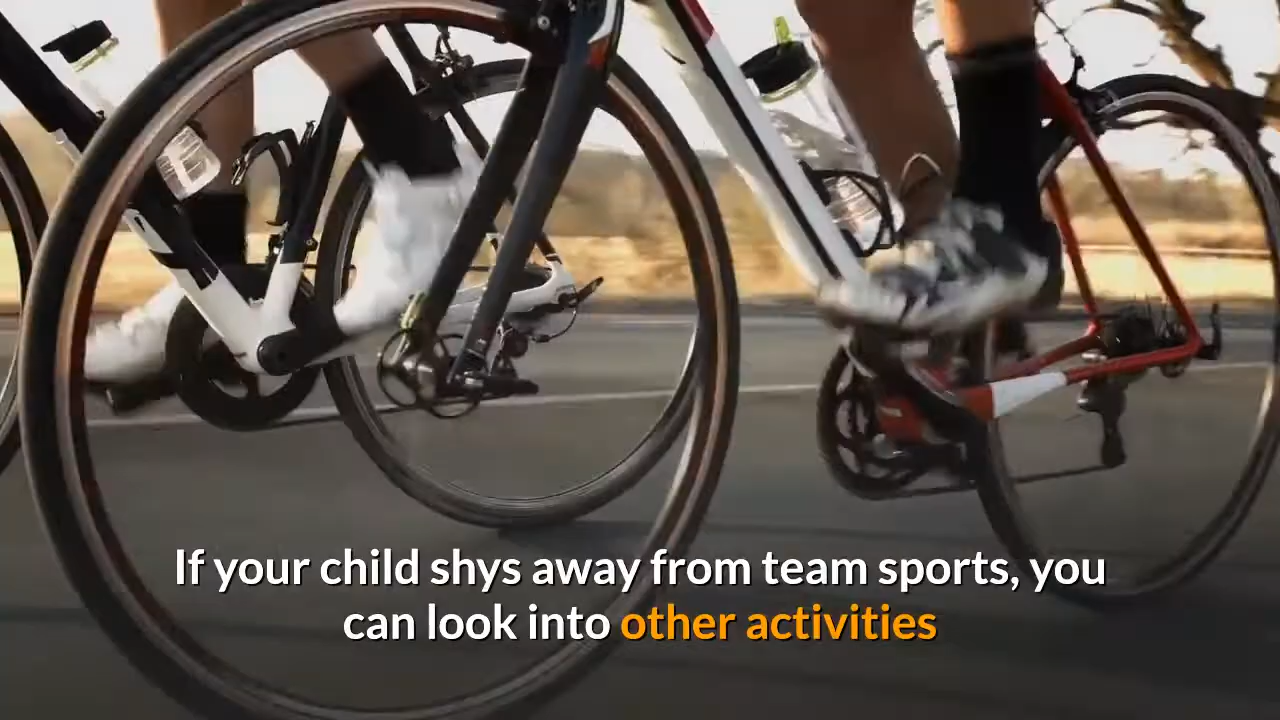 If your child shys away from team sports, you
can look into other activities